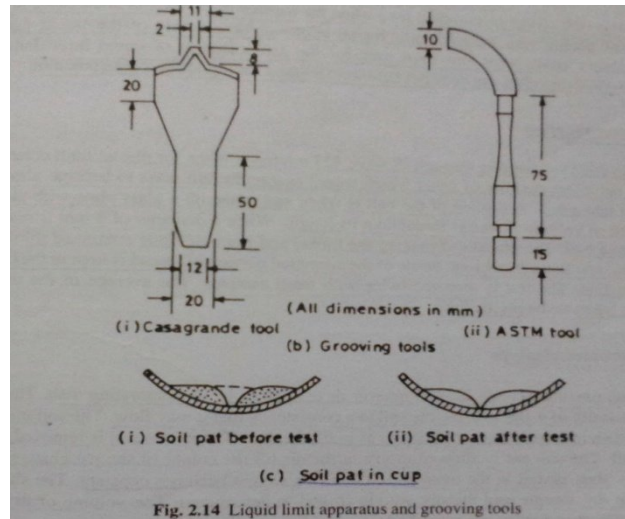 11
2
8
20
50
12
20
10
75
15
(All dimensions in mm)
(i) Casagrande tool
(ii) ASTM tool
(b) Grooving tools
(i) Soil pat before test
(ii) Soil pat after test
(c) Soil pat in cup
Fig. 2.14 Liquid limit apparatus and grooving tools